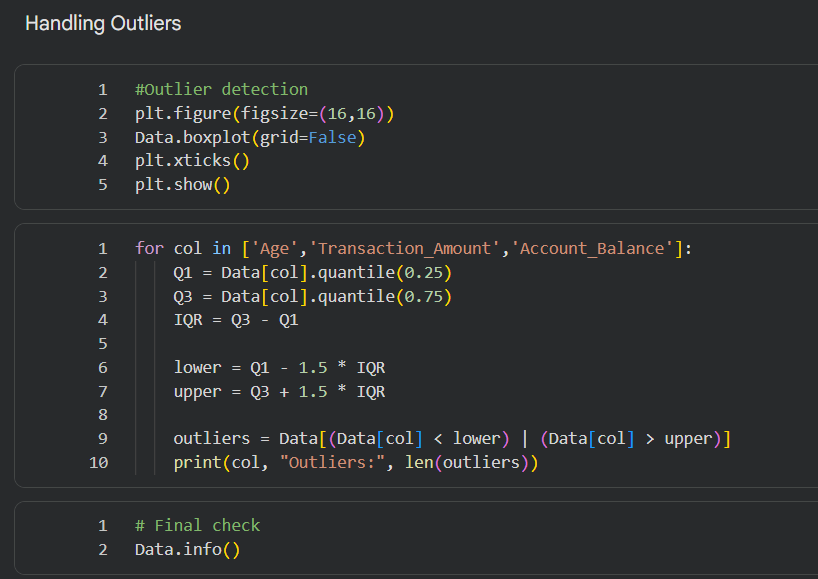 Handling Outliers
1 #Outlier detection
2 plt.figure(figsize=(16,16))
3 Data.boxplot(grid=False)
4 plt.xticks()
5 plt.show()
1 for col in ['Age','Transaction_Amount','Account_Balance']:
2     Q1 = Data[col].quantile(0.25)
3     Q3 = Data[col].quantile(0.75)
4     IQR = Q3 - Q1
5
6     lower = Q1 - 1.5 * IQR
7     upper = Q3 + 1.5 * IQR
8
9     outliers = Data[(Data[col] < lower) | (Data[col] > upper)]
10     print(col, "Outliers:", len(outliers))
1 # Final check
2 Data.info()